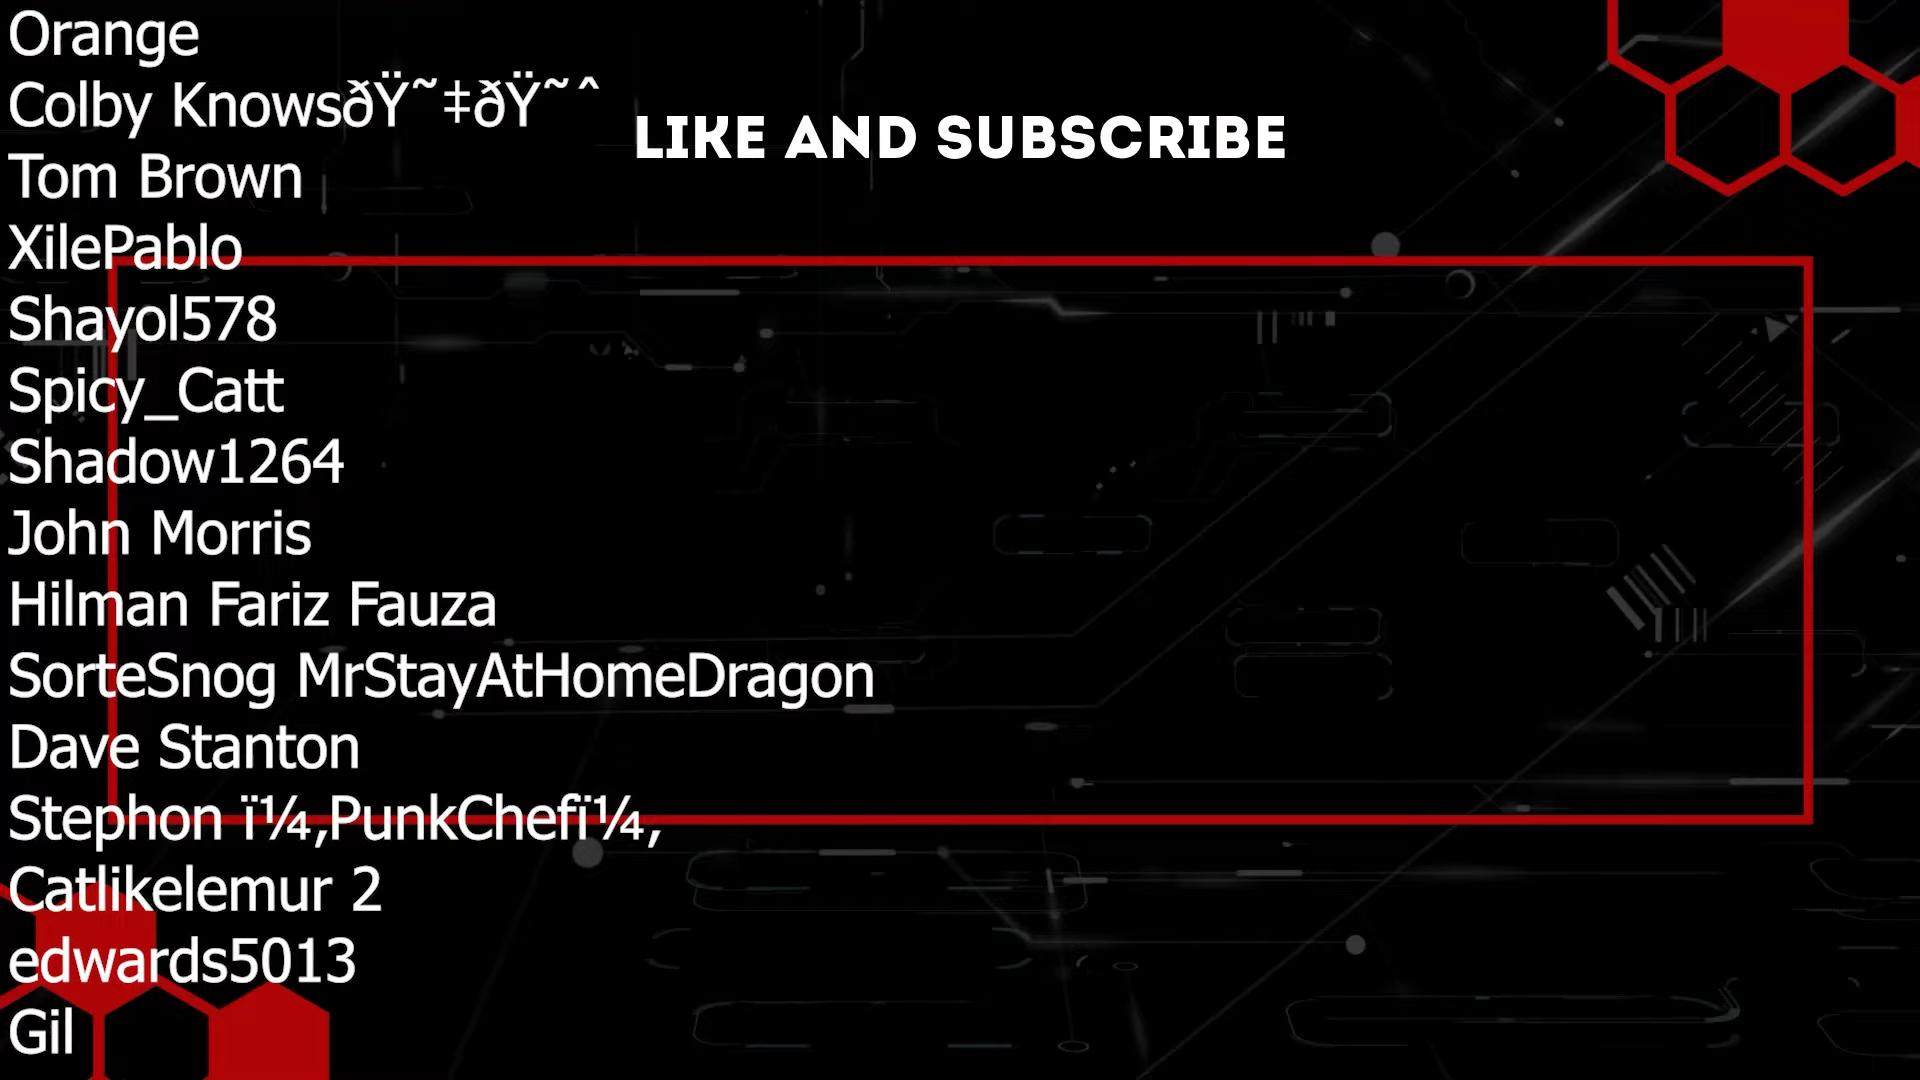 Orange
Colby KnowsðŸ˜‡ðŸ˜ˆ
LIKE AND SUBSCRIBE
Tom Brown
XilePablo
Shayol578
Spicy_Catt
Shadow1264
John Morris
Hilman Fariz Fauza
SorteSnog MrStayAtHomeDragon
Dave Stanton
Stephon ï¼‚PunkChefï¼‚
Catlikelemur 2
edwards5013
Gil